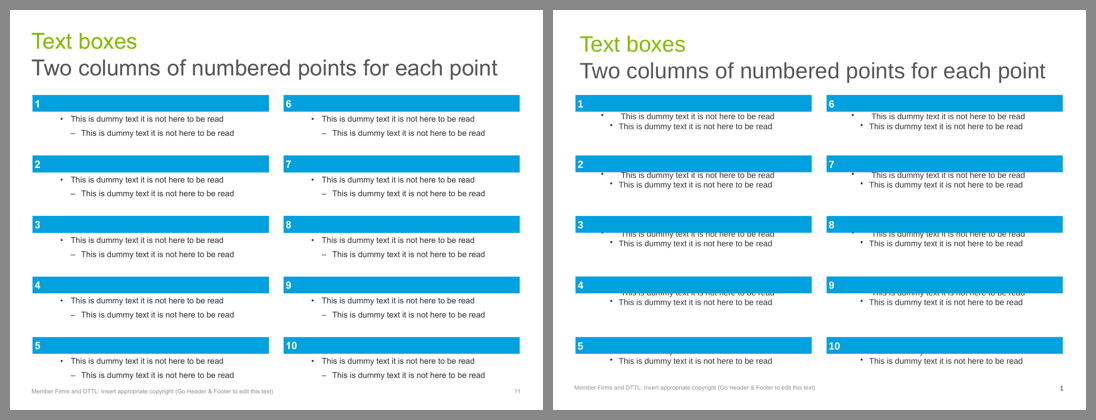 Text boxes
Two columns of numbered points for each point
1
• This is dummy text it is not here to be read
– This is dummy text it is not here to be read
2
• This is dummy text it is not here to be read
– This is dummy text it is not here to be read
3
• This is dummy text it is not here to be read
– This is dummy text it is not here to be read
4
• This is dummy text it is not here to be read
– This is dummy text it is not here to be read
5
• This is dummy text it is not here to be read
– This is dummy text it is not here to be read
6
• This is dummy text it is not here to be read
– This is dummy text it is not here to be read
7
• This is dummy text it is not here to be read
– This is dummy text it is not here to be read
8
• This is dummy text it is not here to be read
– This is dummy text it is not here to be read
9
• This is dummy text it is not here to be read
– This is dummy text it is not here to be read
10
• This is dummy text it is not here to be read
– This is dummy text it is not here to be read
Member Firms and DTTL: Insert appropriate copyright (Go Header & Footer to edit this text)
11
Text boxes
Two columns of numbered points for each point
1
• This is dummy text it is not here to be read
• This is dummy text it is not here to be read
2
• This is dummy text it is not here to be read
• This is dummy text it is not here to be read
3
• This is dummy text it is not here to be read
• This is dummy text it is not here to be read
4
• This is dummy text it is not here to be read
5
• This is dummy text it is not here to be read
6
• This is dummy text it is not here to be read
• This is dummy text it is not here to be read
7
• This is dummy text it is not here to be read
• This is dummy text it is not here to be read
8
• This is dummy text it is not here to be read
• This is dummy text it is not here to be read
9
• This is dummy text it is not here to be read
10
• This is dummy text it is not here to be read
Member Firms and DTTL: Insert appropriate copyright (Go Header & Footer to edit this text)
1